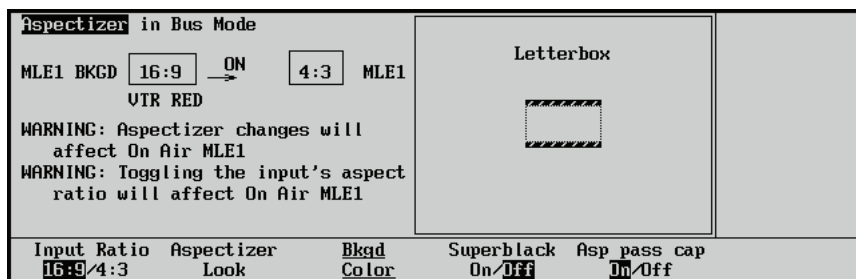 Aspectizer in Bus Mode
MLE1 BKGD 16:9 ON 4:3 MLE1
VTR RED
WARNING: Aspectizer changes will
affect On Air MLE1
WARNING: Toggling the input's aspect
ratio will affect On Air MLE1
Letterbox
Input Ratio Aspectizer Bkgd Superblack Asp pass cap
16:9/4:3 Look Color On/Off On/Off